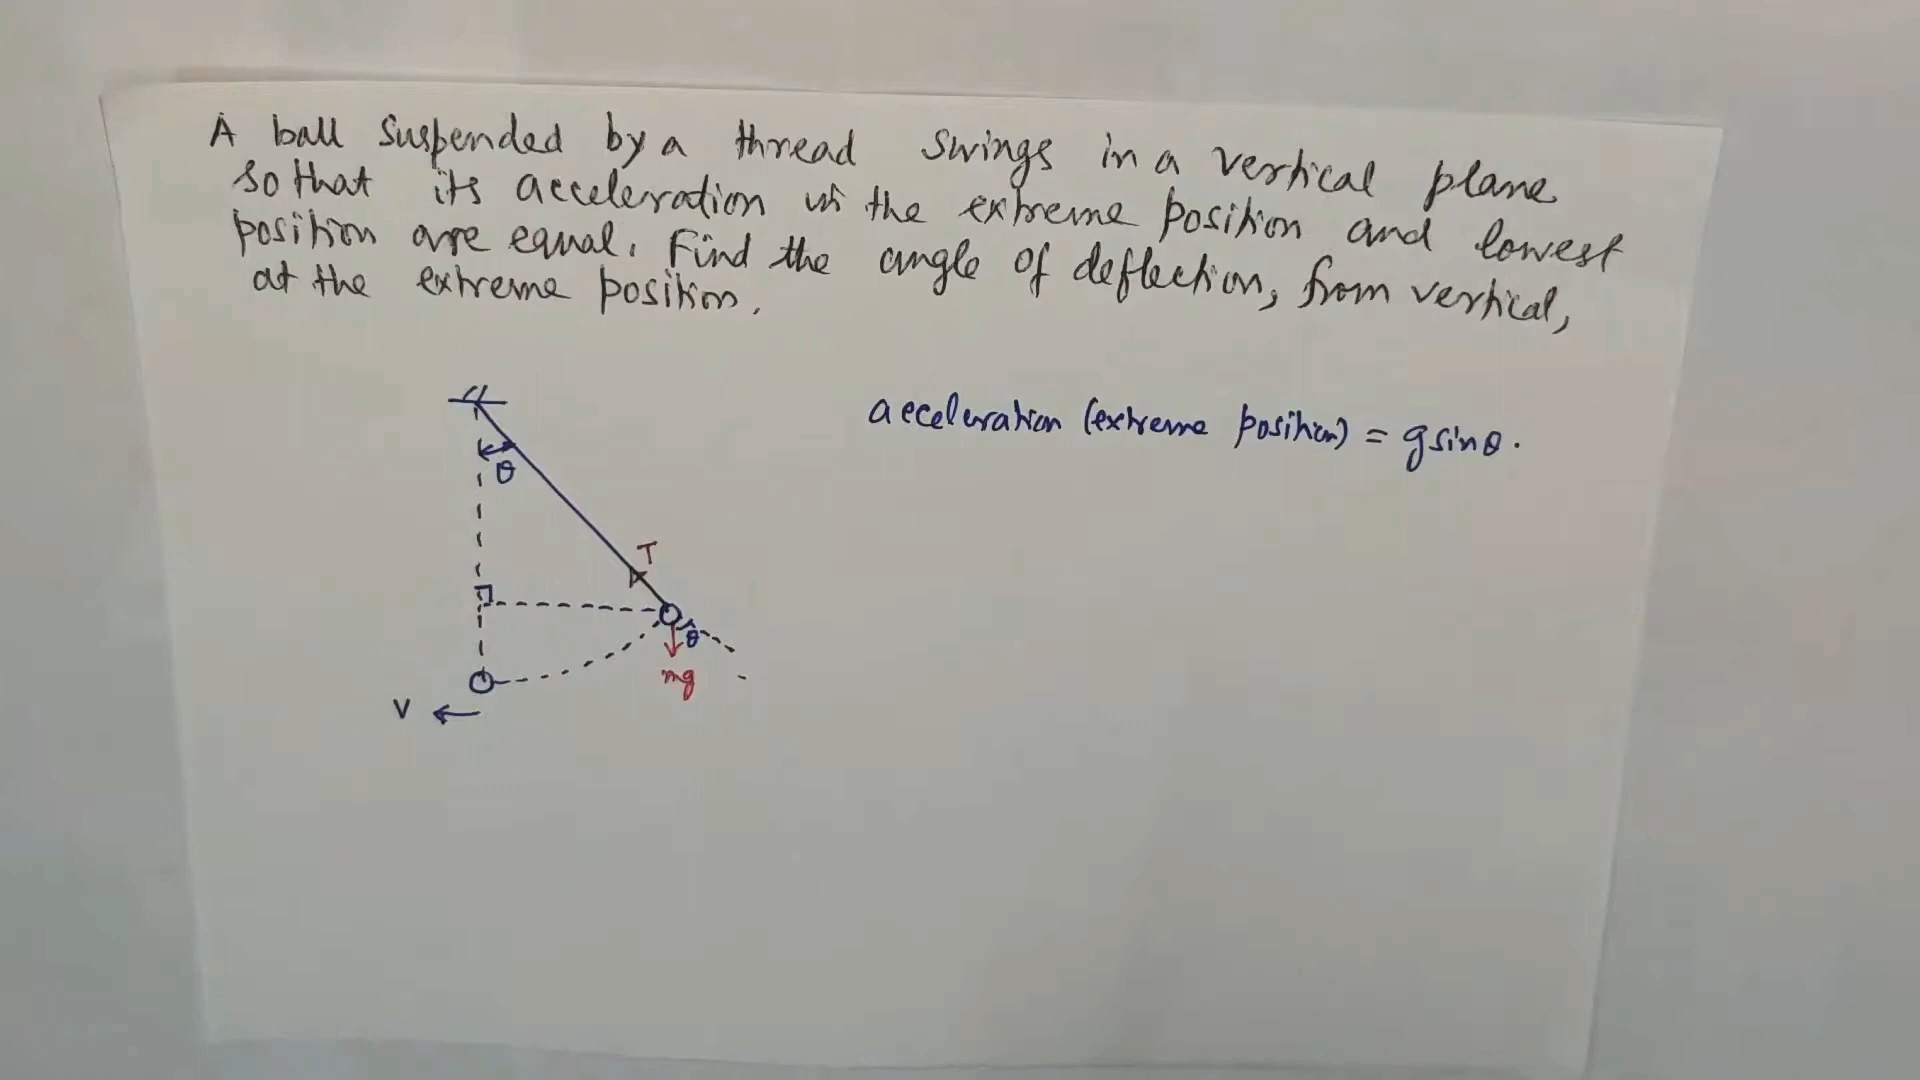 A ball suspended by a thread swings in a vertical plane
so that its acceleration in the extreme position and lowest
position are equal. Find the angle of deflection, from vertical,
at the extreme position.
acceleration (extreme position) = g sinθ.
θ
T
θ
mg
V